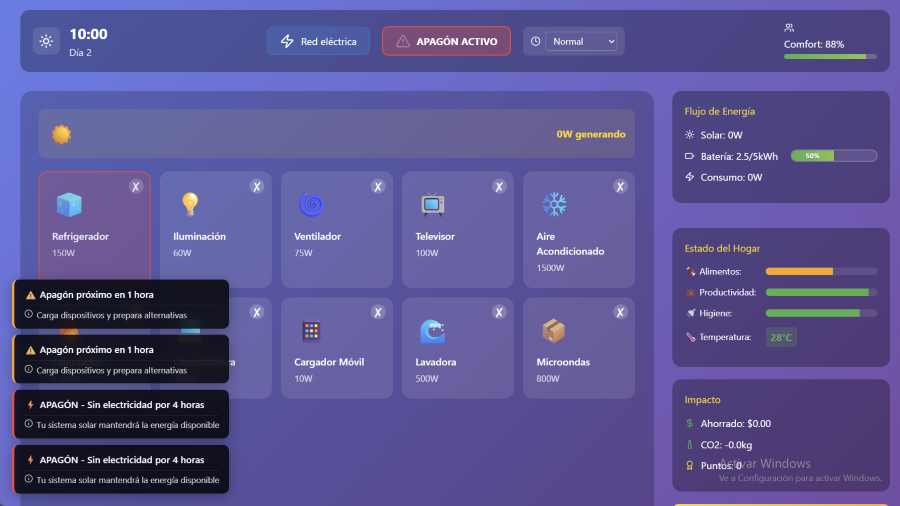 10:00
Día 2
Red eléctrica
APAGÓN ACTIVO
Normal
Comfort: 88%
0W generando
X
Refrigerador
150W
X
Iluminación
60W
X
Ventilador
75W
X
Televisor
100W
X
Aire
Acondicionado
1500W
X
X
Cargador Móvil
10W
X
Lavadora
500W
X
Microondas
800W
Apagón próximo en 1 hora
Carga dispositivos y prepara alternativas
Apagón próximo en 1 hora
Carga dispositivos y prepara alternativas
APAGÓN - Sin electricidad por 4 horas
Tu sistema solar mantendrá la energía disponible
APAGÓN - Sin electricidad por 4 horas
Tu sistema solar mantendrá la energía disponible
Flujo de Energía
Solar: 0W
Batería: 2.5/5kWh
50%
Consumo: 0W
Estado del Hogar
Alimentos:
Productividad:
Higiene:
Temperatura:
28°C
Impacto
Ahorrado: $0.00
CO2: -0.0kg
Puntos: 0
Activar Windows
Ve a Configuración para activar Windows.